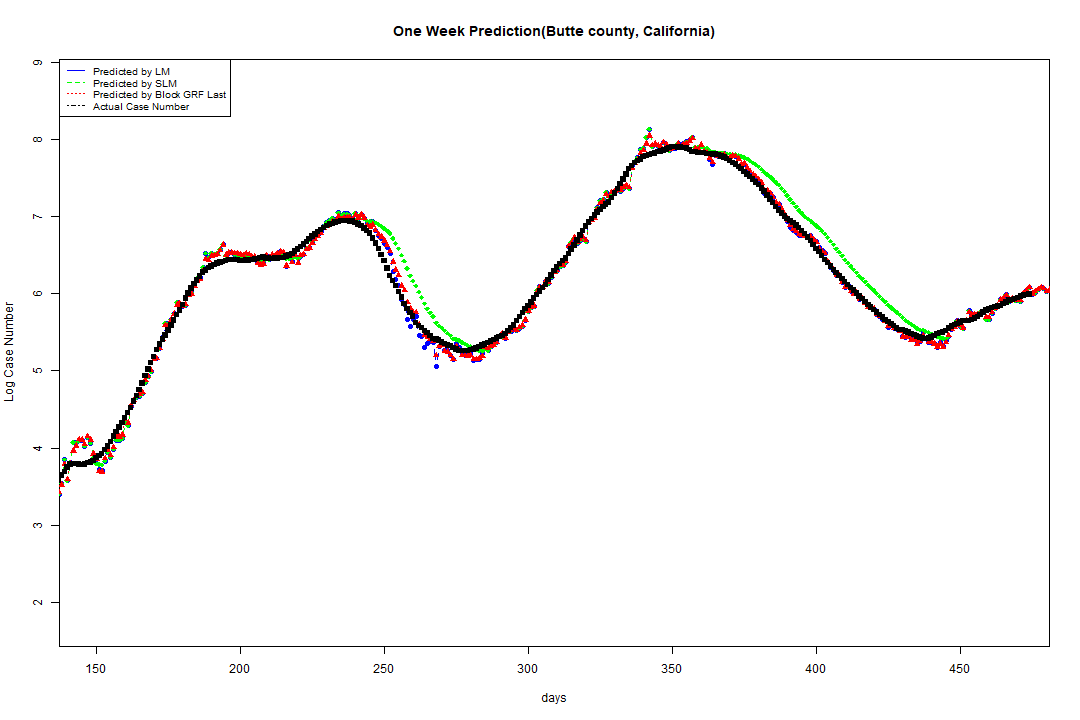 One Week Prediction(Butte county, California)
Predicted by LM
Predicted by SLM
Predicted by Block GRF Last
Actual Case Number
9
8
7
6
5
4
3
2
Log Case Number
150 200 250 300 350 400 450
days